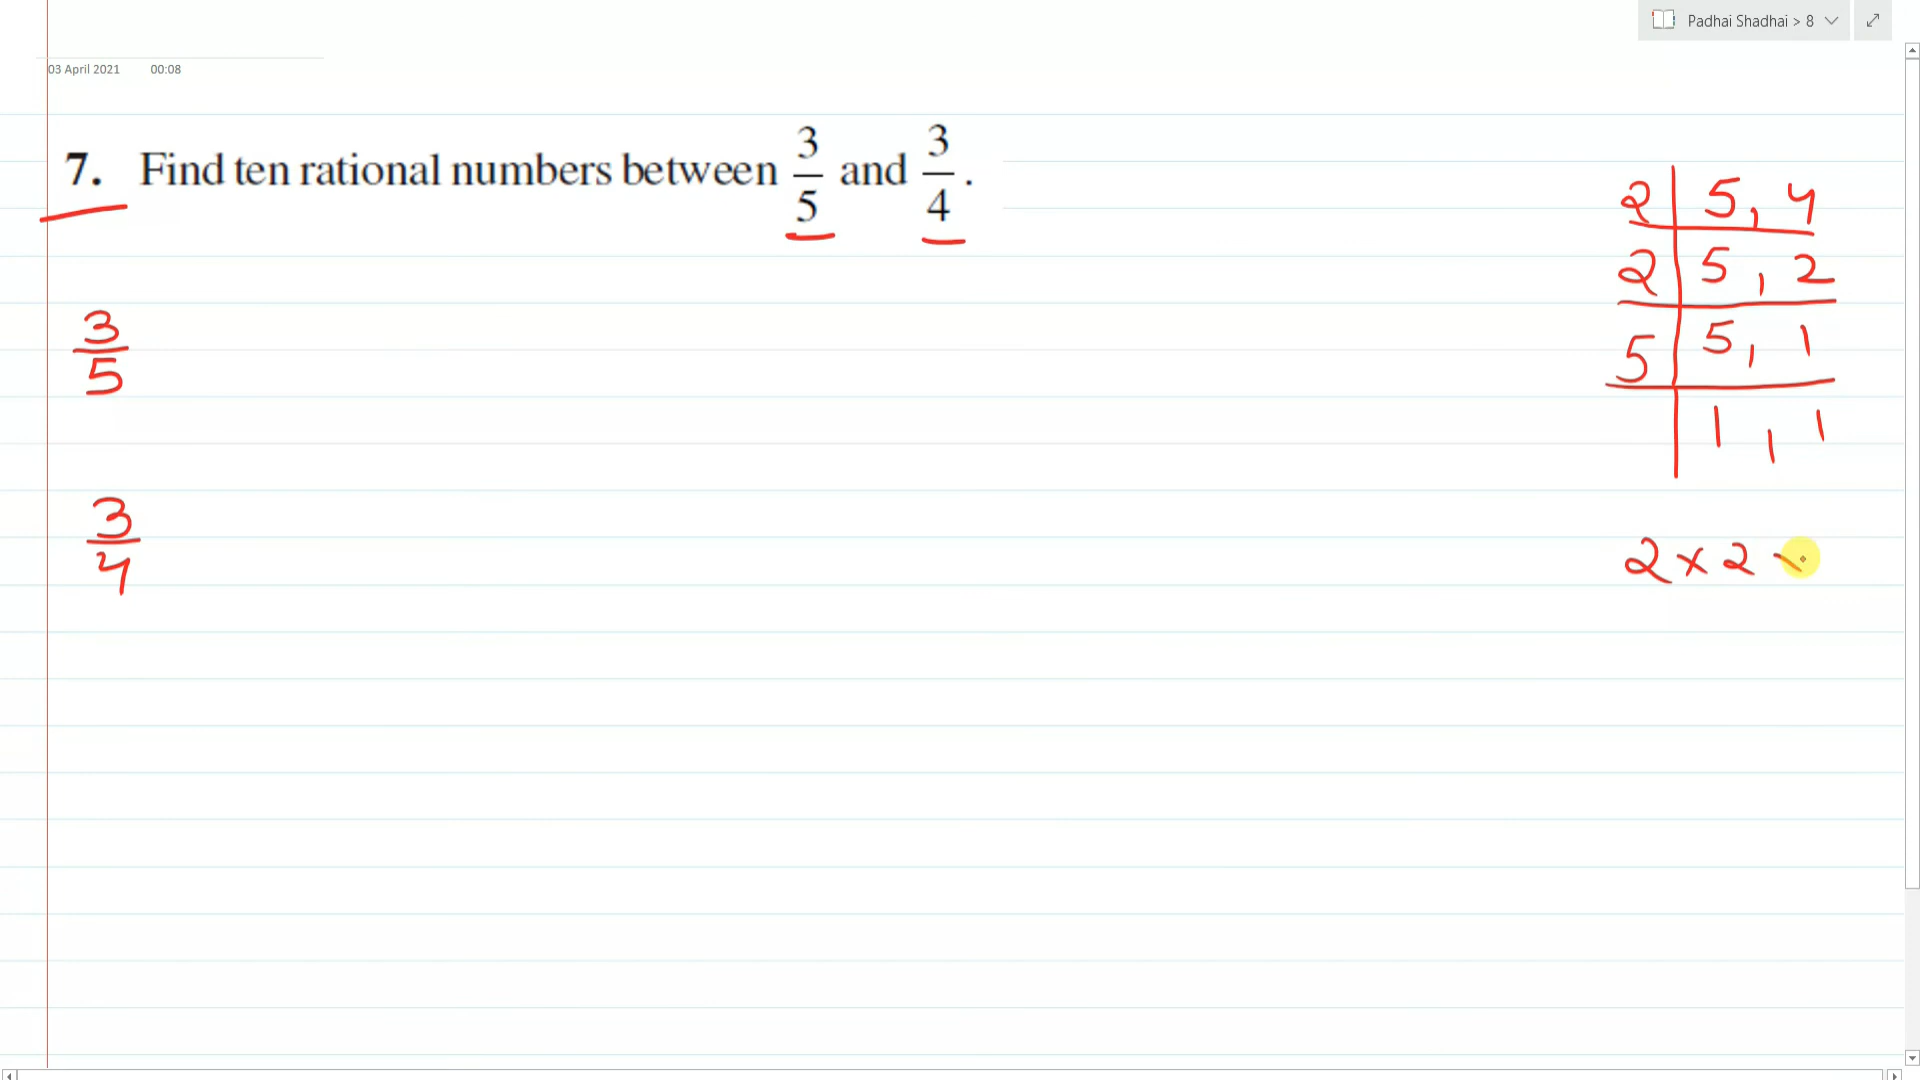 Padhai Shadhai > 8
03 April 2021 00:08
7. Find ten rational numbers between 3/5 and 3/4.
2 | 5, 4
2 | 5, 2
5 | 5, 1
| 1, 1
3/5
3/4
2 × 2 ×